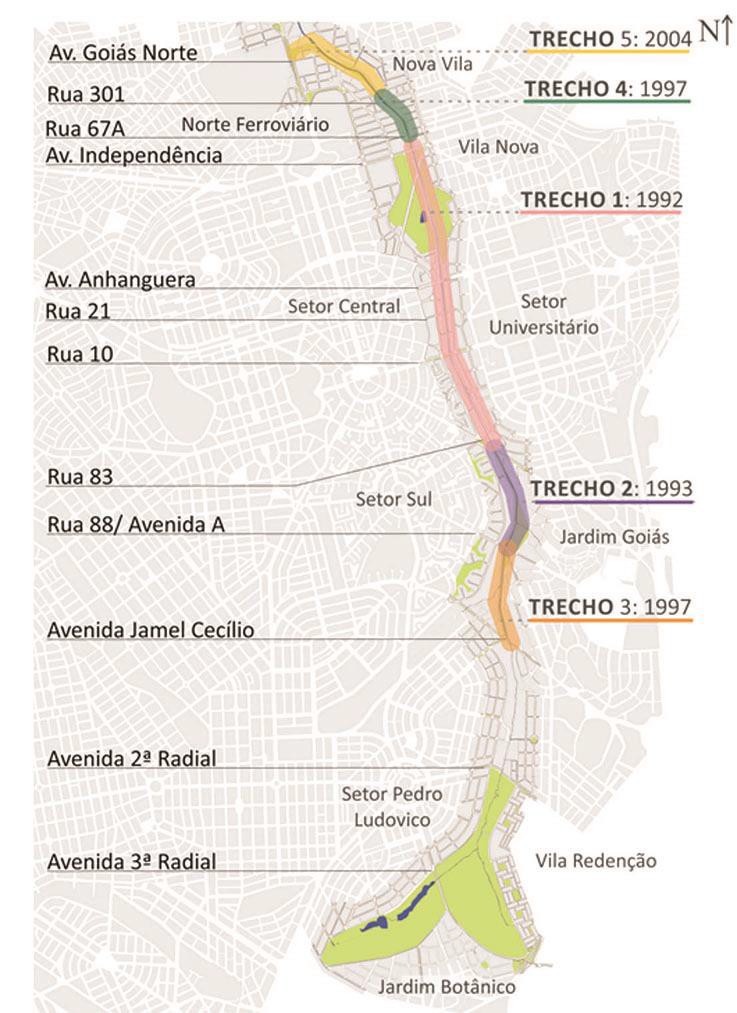 TRECHO 5: 2004 N↑
Av. Goiás Norte
Nova Vila
Rua 301
TRECHO 4: 1997
Rua 67A
Norte Ferroviário
Av. Independência
Vila Nova
TRECHO 1: 1992
Av. Anhanguera
Rua 21
Setor Central
Setor
Universitário
Rua 10
Rua 83
Setor Sul
TRECHO 2: 1993
Rua 88/ Avenida A
Jardim Goiás
TRECHO 3: 1997
Avenida Jamel Cecílio
Avenida 2ª Radial
Setor Pedro
Ludovico
Avenida 3ª Radial
Vila Redenção
Jardim Botânico